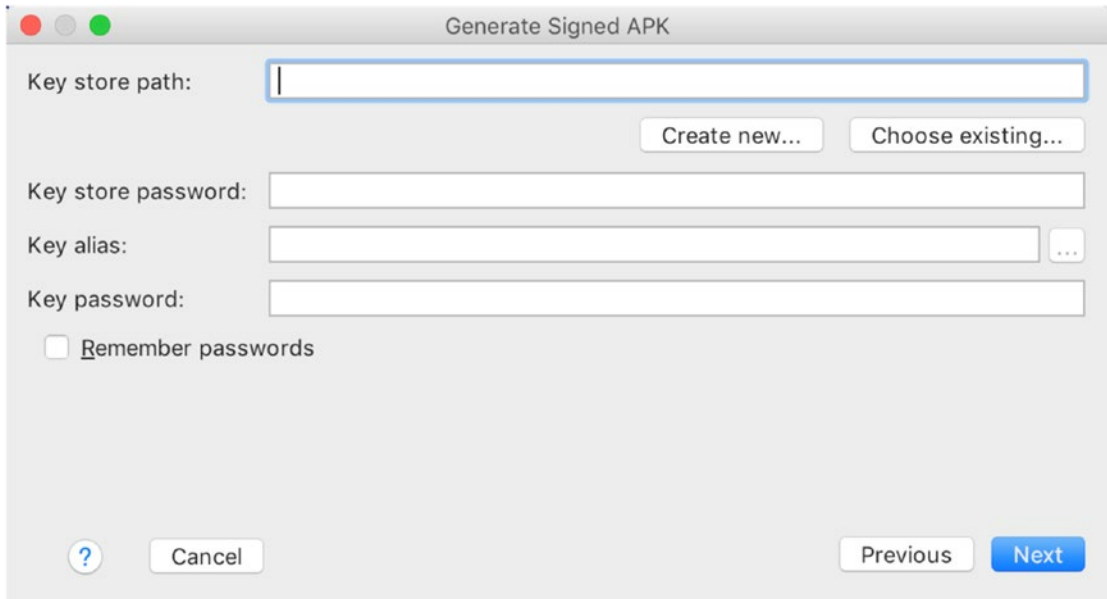 Generate Signed APK
Key store path:
Create new... Choose existing...
Key store password:
Key alias:
...
Key password:
Remember passwords
? Cancel Previous Next